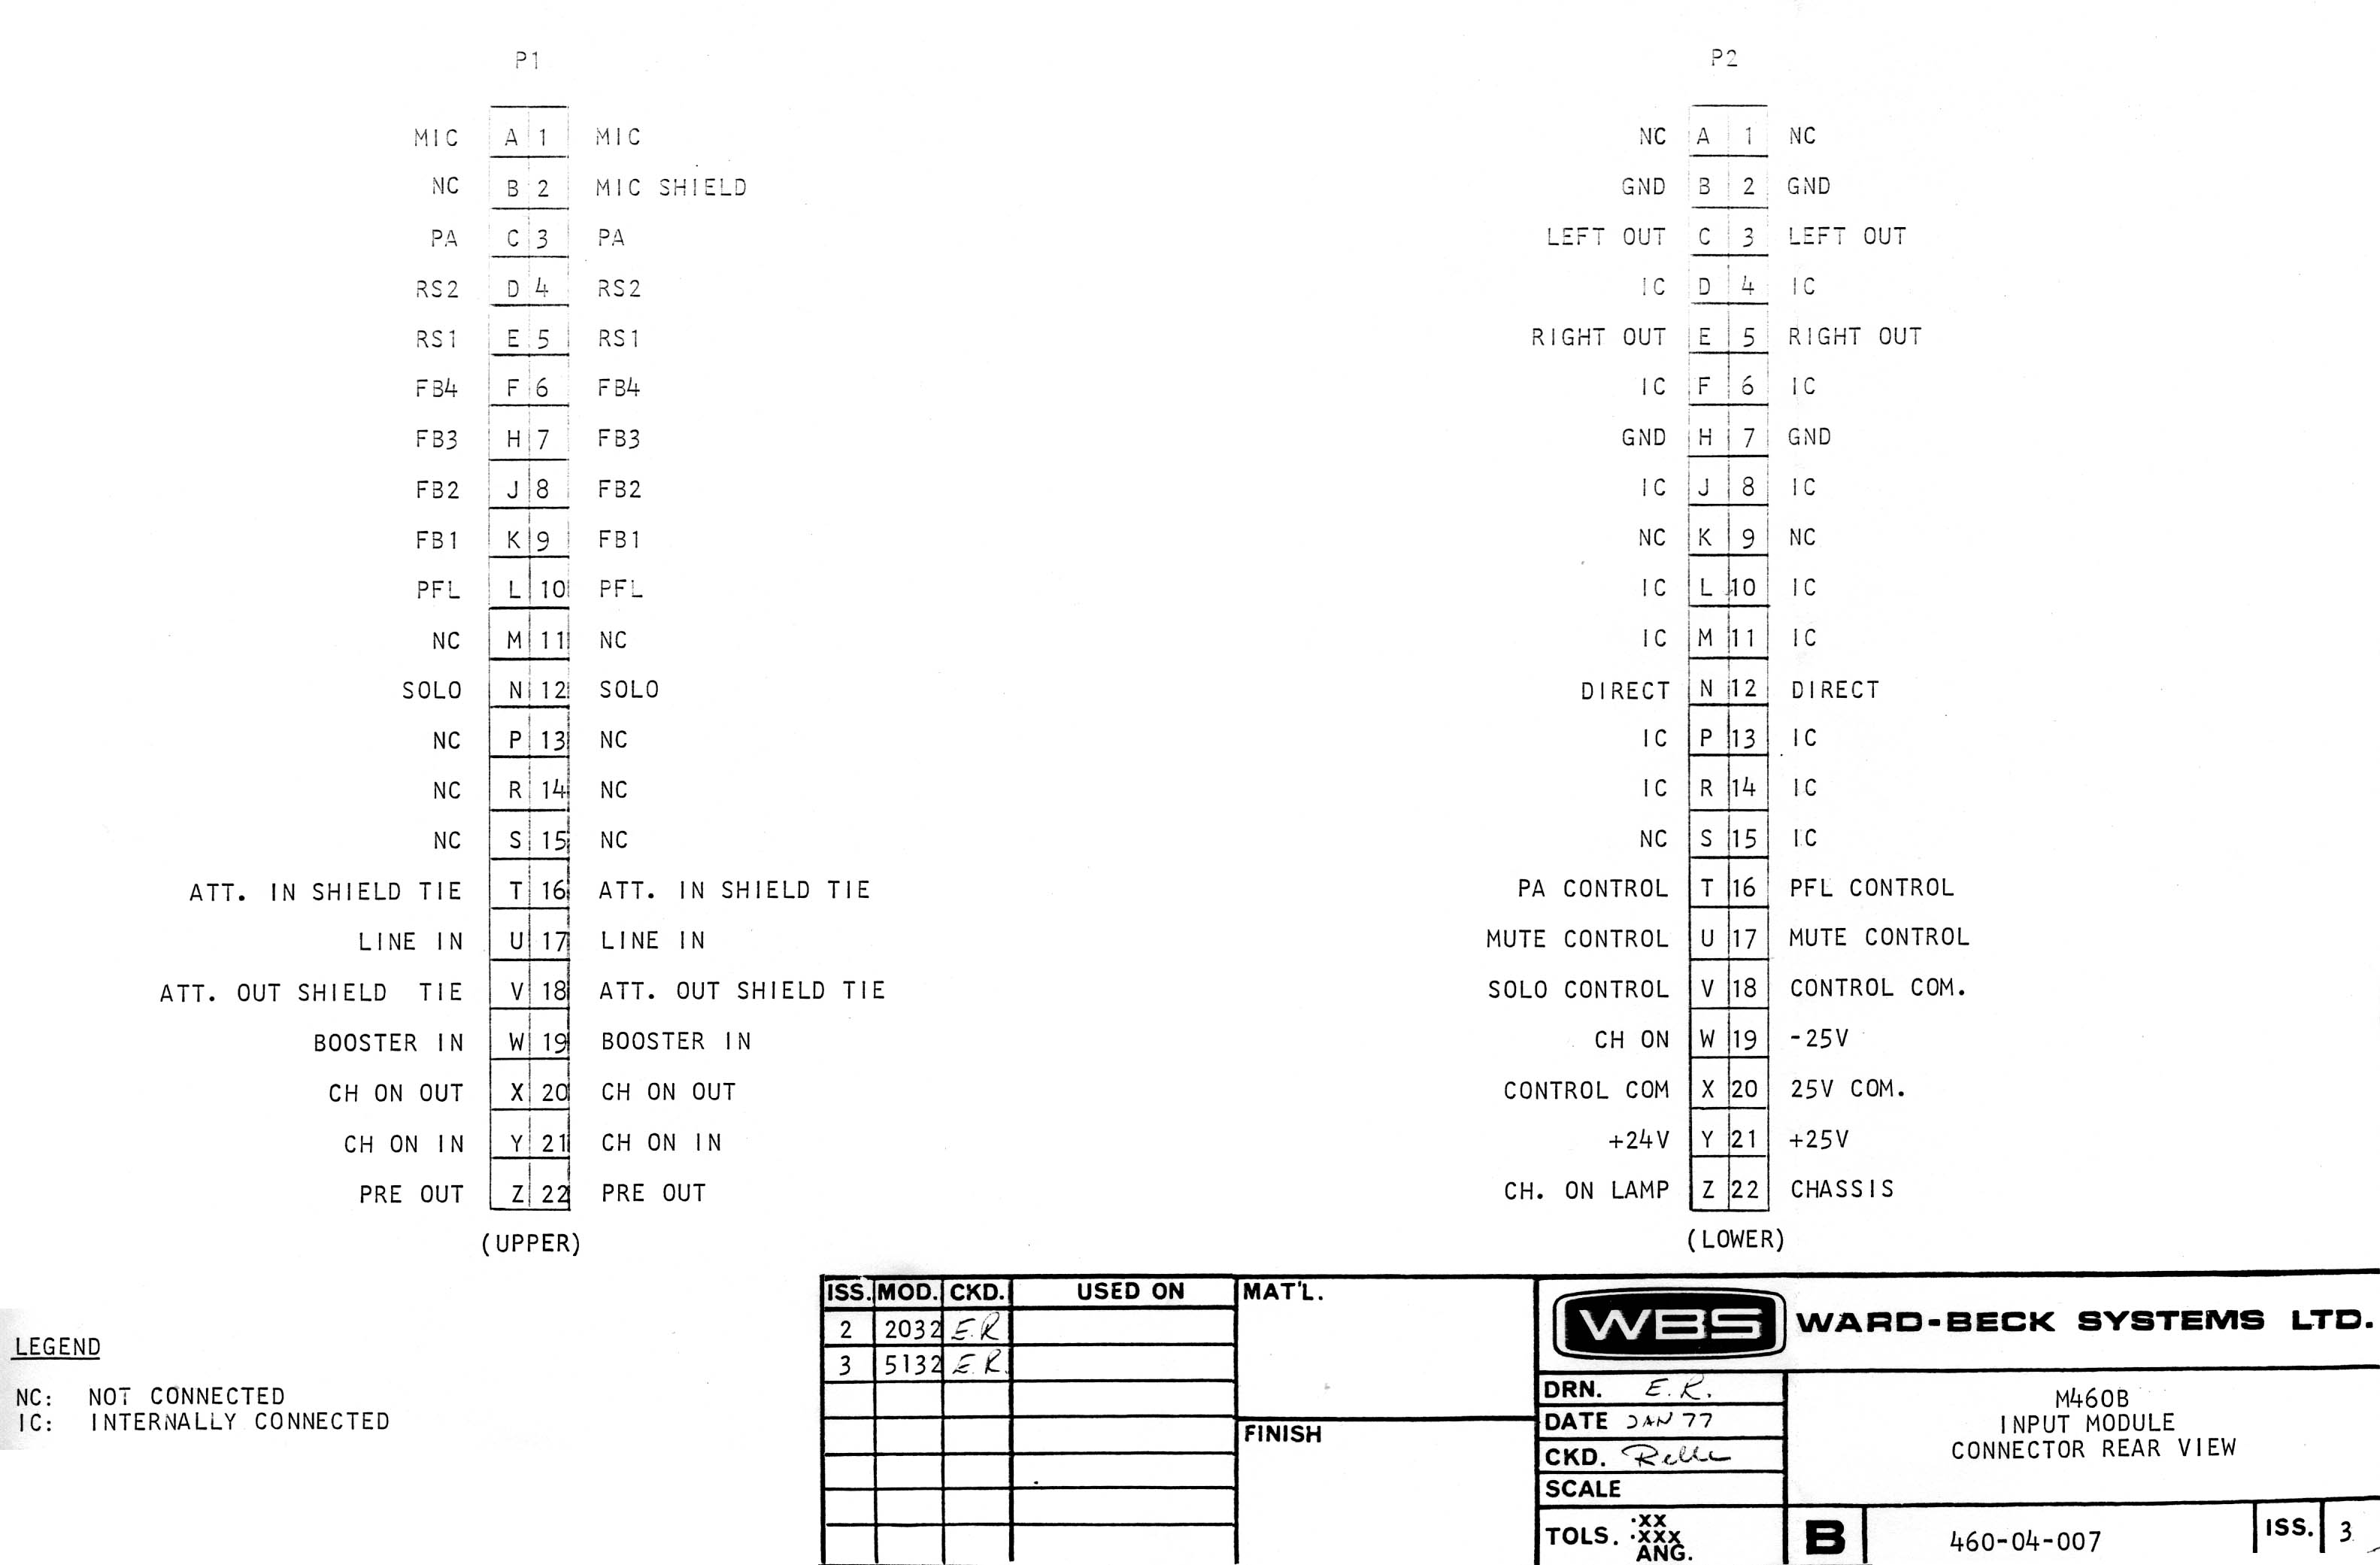 P1
MIC A 1 MIC
NC B 2 MIC SHIELD
PA C 3 PA
RS2 D 4 RS2
RS1 E 5 RS1
FB4 F 6 FB4
FB3 H 7 FB3
FB2 J 8 FB2
FB1 K 9 FB1
PFL L 10 PFL
NC M 11 NC
SOLO N 12 SOLO
NC P 13 NC
NC R 14 NC
NC S 15 NC
ATT. IN SHIELD TIE T 16 ATT. IN SHIELD TIE
LINE IN U 17 LINE IN
ATT. OUT SHIELD TIE V 18 ATT. OUT SHIELD TIE
BOOSTER IN W 19 BOOSTER IN
CH ON OUT X 20 CH ON OUT
CH ON IN Y 21 CH ON IN
PRE OUT Z 22 PRE OUT
(UPPER)
P2
NC A 1 NC
GND B 2 GND
LEFT OUT C 3 LEFT OUT
IC D 4 IC
RIGHT OUT E 5 RIGHT OUT
IC F 6 IC
GND H 7 GND
IC J 8 IC
NC K 9 NC
IC L 10 IC
IC M 11 IC
DIRECT N 12 DIRECT
IC P 13 IC
IC R 14 IC
NC S 15 IC
PA CONTROL T 16 PFL CONTROL
MUTE CONTROL U 17 MUTE CONTROL
SOLO CONTROL V 18 CONTROL COM.
CH ON W 19 -25V
CONTROL COM X 20 25V COM.
+24V Y 21 +25V
CH. ON LAMP Z 22 CHASSIS
(LOWER)
LEGEND
NC: NOT CONNECTED
IC: INTERNALLY CONNECTED
ISS. MOD. CKD. USED ON
2 2032 E.R
3 5132 E.R.
MAT'L.
FINISH
WBS WARD-BECK SYSTEMS LTD.
DRN. E.R.
DATE JAN 77
CKD.
SCALE
TOLS. .XX
.XXX
ANG.
M460B
INPUT MODULE
CONNECTOR REAR VIEW
B 460-04-007 ISS. 3